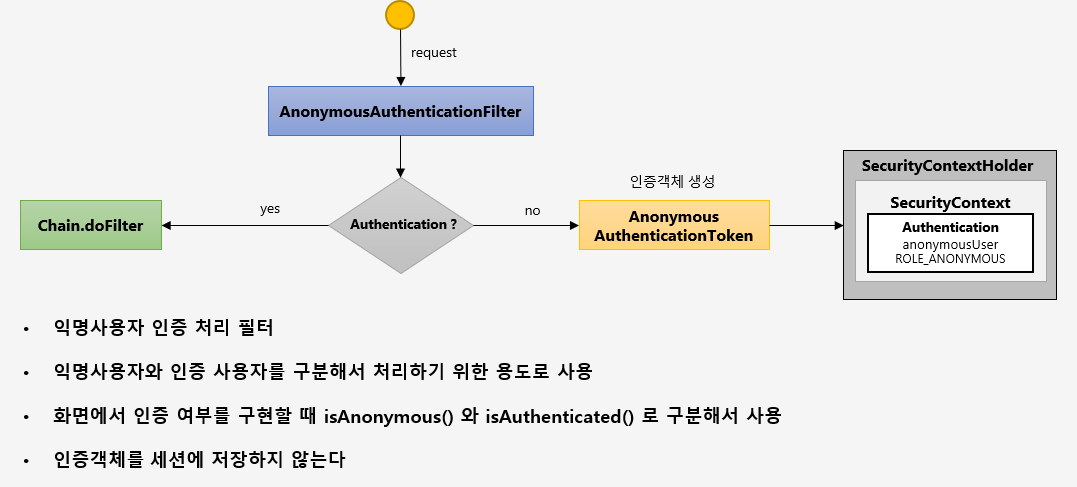 request
AnonymousAuthenticationFilter
인증객체 생성
SecurityContextHolder
SecurityContext
Authentication
anonymousUser
ROLE_ANONYMOUS
Chain.doFilter
yes
Authentication ?
no
Anonymous
AuthenticationToken
• 익명사용자 인증 처리 필터
• 익명사용자와 인증 사용자를 구분해서 처리하기 위한 용도로 사용
• 화면에서 인증 여부를 구현할 때 isAnonymous() 와 isAuthenticated() 로 구분해서 사용
• 인증객체를 세션에 저장하지 않는다